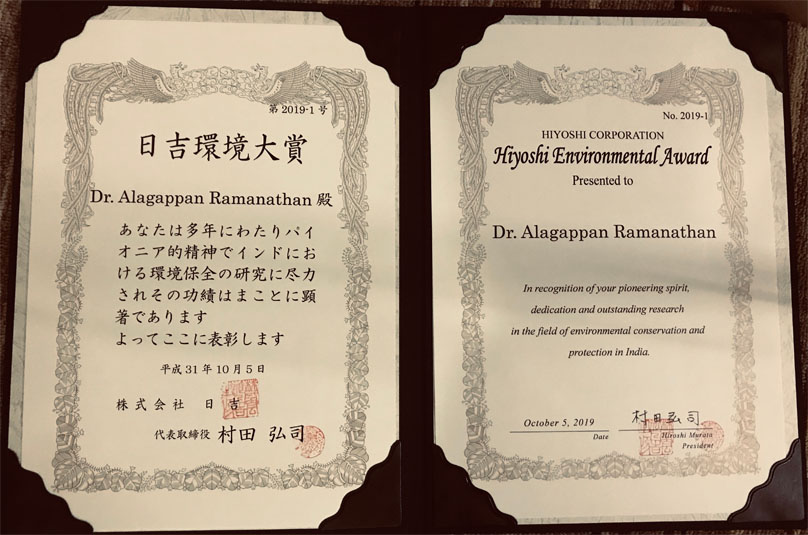 第2019-1号
日吉環境大賞
Dr. Alagappan Ramanathan 殿
あなたは多年にわたりパイ
オニア的精神でインドにお
ける環境保全の研究に尽力
されその功績はまことに顕
著であります
よってここに表彰します
平成31年10月5日
株式会社 日吉
代表取締役 村田 弘司
No. 2019-1
HIYOSHI CORPORATION
Hiyoshi Environmental Award
Presented to
Dr. Alagappan Ramanathan
In recognition of your pioneering spirit,
dedication and outstanding research
in the field of environmental conservation and
protection in India.
October 5, 2019
Date
村田弘司
Hiroshi Murata
President